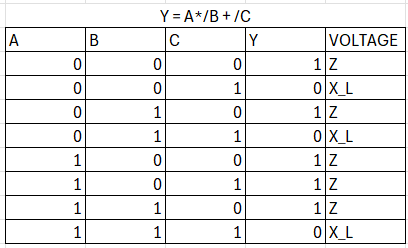 Y = A*/B + /C
A B C Y VOLTAGE
0 0 0 1 Z
0 0 1 0 X_L
0 1 0 1 Z
0 1 1 0 X_L
1 0 0 1 Z
1 0 1 1 Z
1 1 0 1 Z
1 1 1 0 X_L